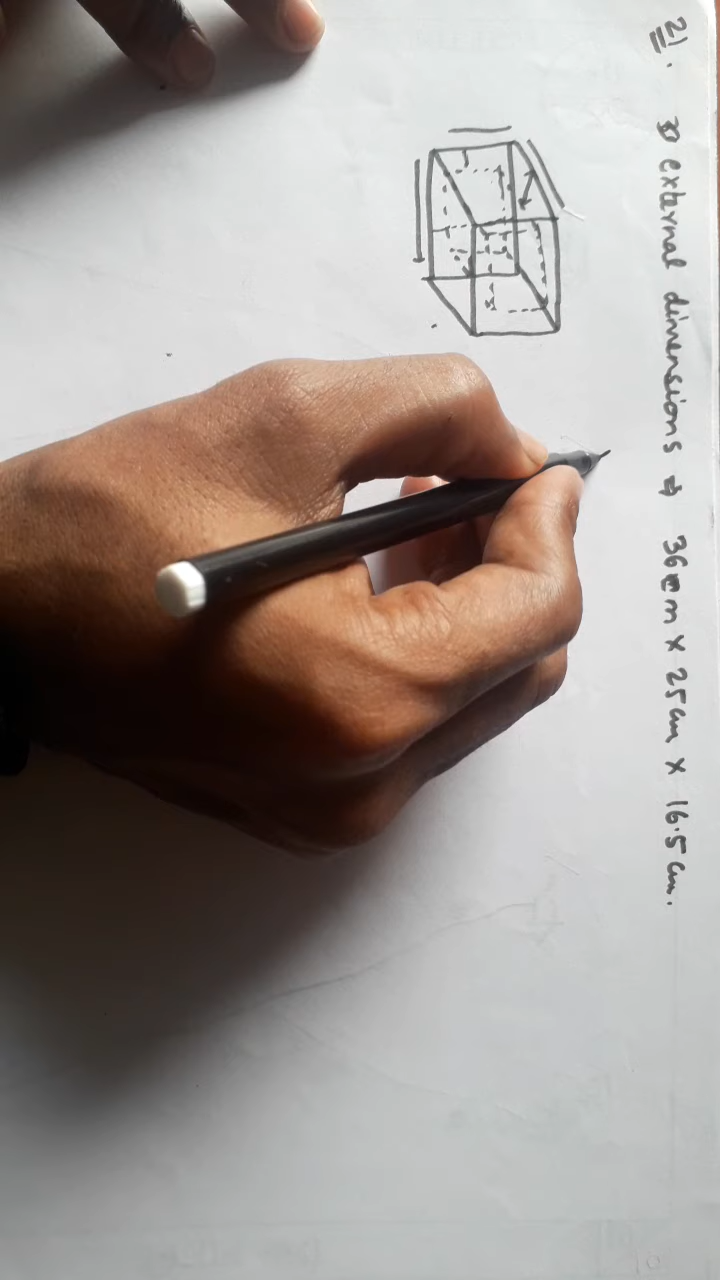 21. external dimensions ⇒ 36cm x 25cm x 16.5cm.